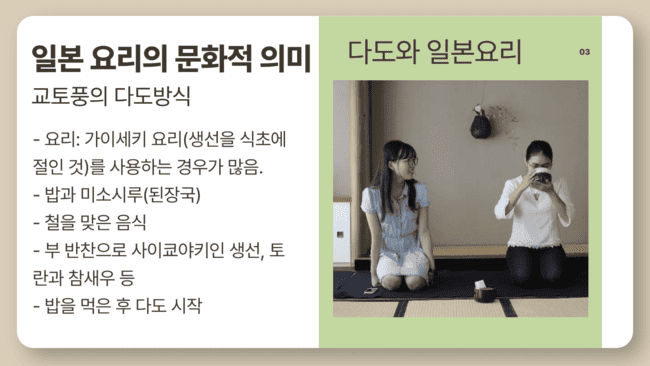 일본 요리의 문화적 의미
교토풍의 다도방식
- 요리: 가이세키 요리(생선을 식초에
절인 것)를 사용하는 경우가 많음.
- 밥과 미소시루(된장국)
- 철을 맞은 음식
- 부 반찬으로 사이쿄야키인 생선, 토
란과 참새우 등
- 밥을 먹은 후 다도 시작
다도와 일본요리
03